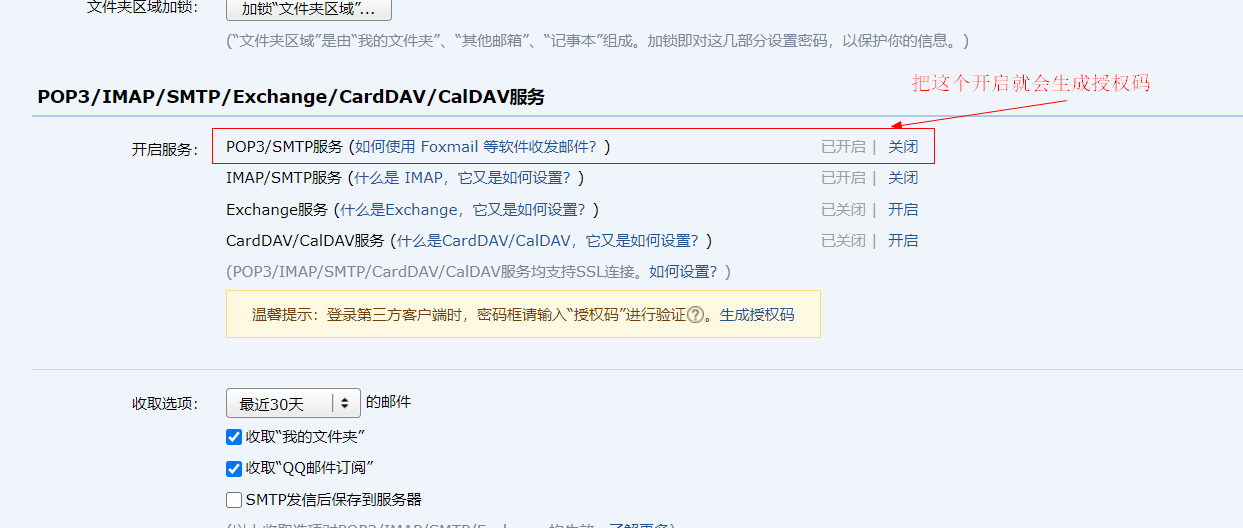 文件夹区域加锁：
加锁“文件夹区域”...
(“文件夹区域”是由“我的文件夹”、“其他邮箱”、“记事本”组成。加锁即对这几部分设置密码，以保护你的信息。)
把这个开启就会生成授权码
POP3/IMAP/SMTP/Exchange/CardDAV/CalDAV服务
开启服务： POP3/SMTP服务 (如何使用 Foxmail 等软件收发邮件？) 已开启 | 关闭
IMAP/SMTP服务 (什么是 IMAP，它又是如何设置？) 已开启 | 关闭
Exchange服务 (什么是Exchange，它又是如何设置？) 已关闭 | 开启
CardDAV/CalDAV服务 (什么是CardDAV/CalDAV，它又是如何设置？) 已关闭 | 开启
(POP3/IMAP/SMTP/CardDAV/CalDAV服务均支持SSL连接。如何设置？)
温馨提示：登录第三方客户端时，密码框请输入“授权码”进行验证?。生成授权码
收取选项： 最近30天 的邮件
收取“我的文件夹”
收取“QQ邮件订阅”
SMTP发信后保存到服务器